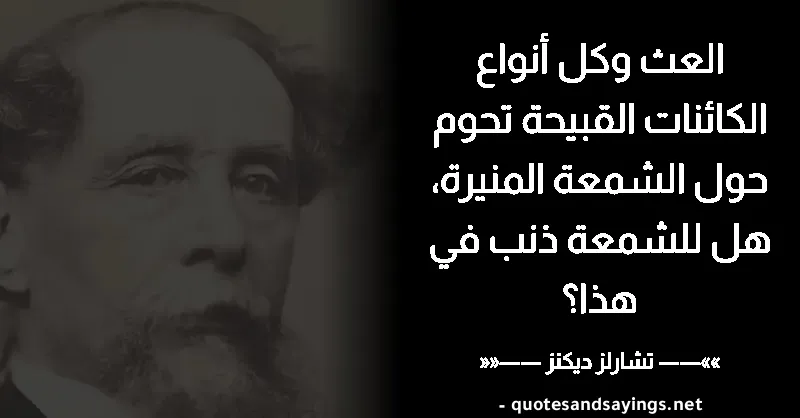 العث وكل أنواع
الكائنات القبيحة تحوم
حول الشمعة المنيرة،
هل للشمعة ذنب في
هذا؟
»»—— تشارلز ديكنز ——««
- quotesandsayings.net